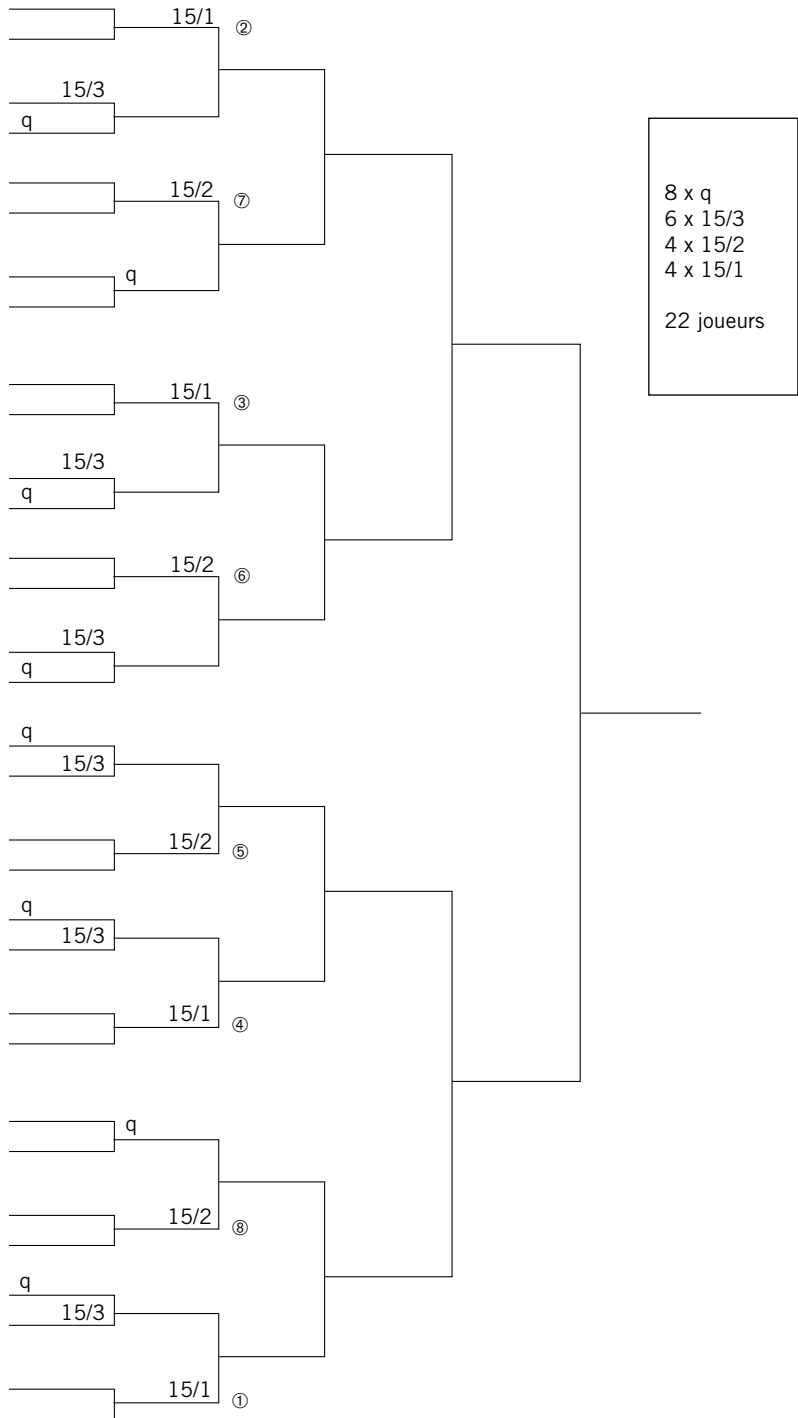 15/1 ②
15/3
q
15/2 ⑦
q
15/1 ③
15/3
q
15/2 ⑥
15/3
q
q
15/3
15/2 ⑤
q
15/3
15/1 ④
q
15/2 ⑧
q
15/3
15/1 ①
8 x q
6 x 15/3
4 x 15/2
4 x 15/1
22 joueurs